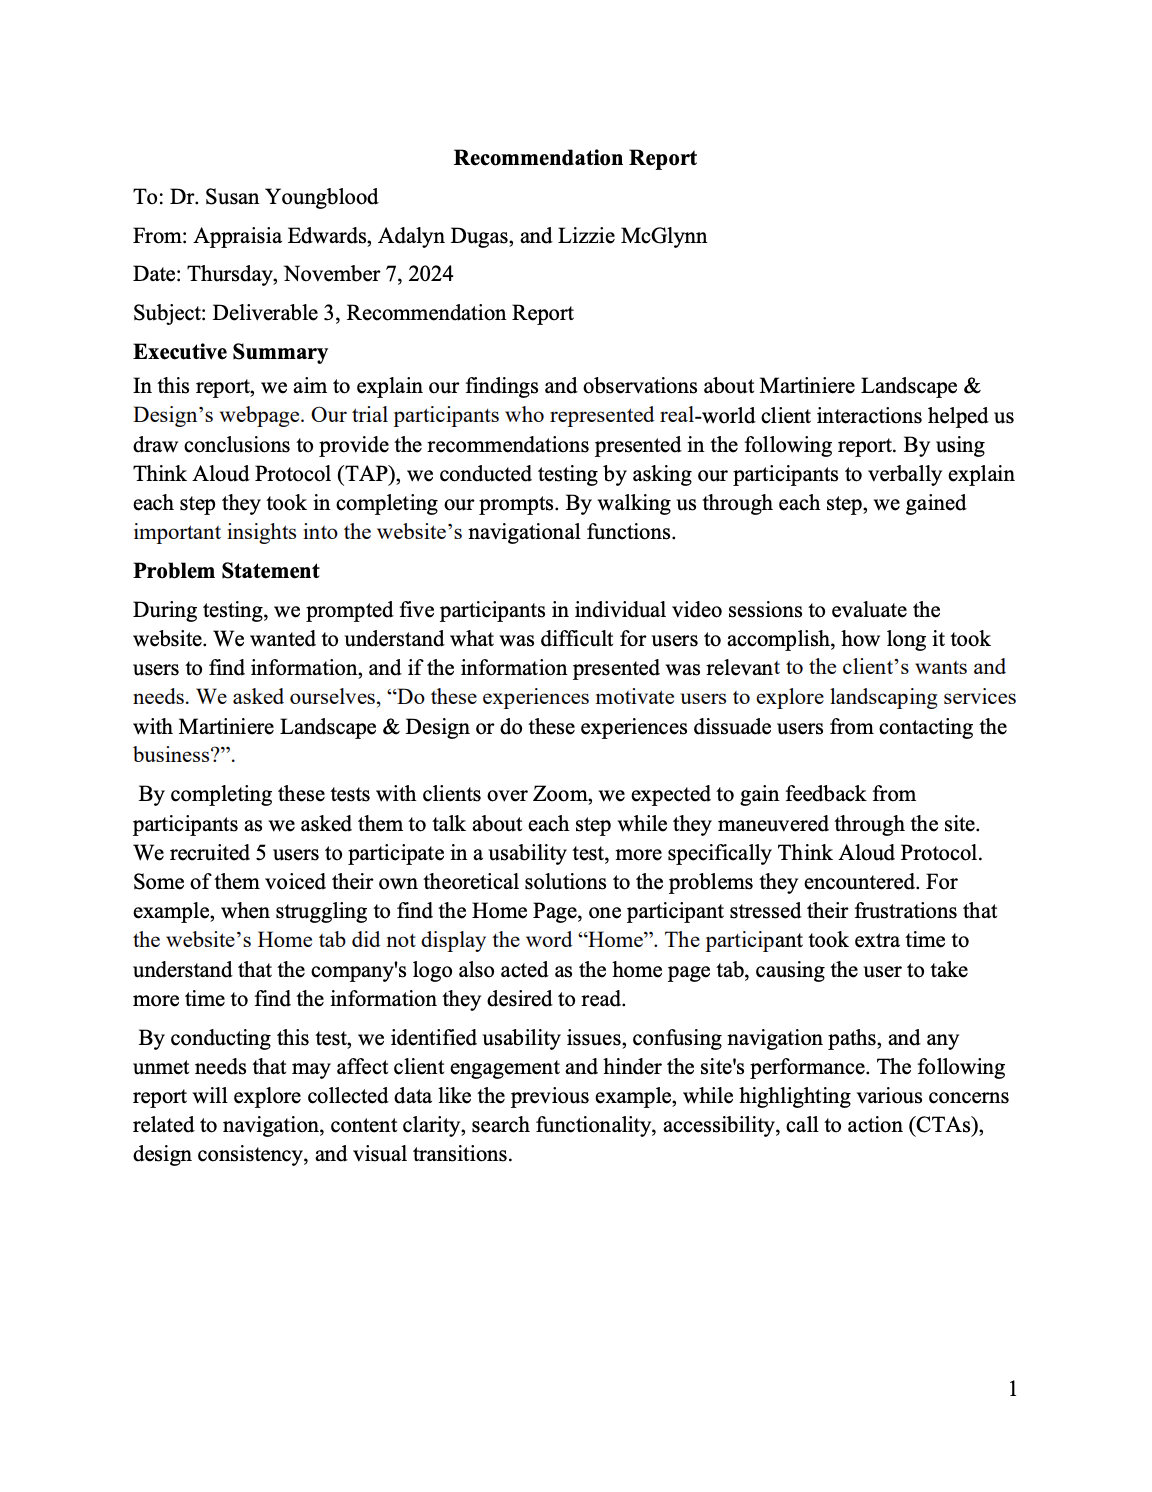 Recommendation Report
To: Dr. Susan Youngblood
From: Appraisia Edwards, Adalyn Dugas, and Lizzie McGlynn
Date: Thursday, November 7, 2024
Subject: Deliverable 3, Recommendation Report
Executive Summary
In this report, we aim to explain our findings and observations about Martiniere Landscape &
Design’s webpage. Our trial participants who represented real-world client interactions helped us
draw conclusions to provide the recommendations presented in the following report. By using
Think Aloud Protocol (TAP), we conducted testing by asking our participants to verbally explain
each step they took in completing our prompts. By walking us through each step, we gained
important insights into the website’s navigational functions.
Problem Statement
During testing, we prompted five participants in individual video sessions to evaluate the
website. We wanted to understand what was difficult for users to accomplish, how long it took
users to find information, and if the information presented was relevant to the client’s wants and
needs. We asked ourselves, “Do these experiences motivate users to explore landscaping services
with Martiniere Landscape & Design or do these experiences dissuade users from contacting the
business?”.
By completing these tests with clients over Zoom, we expected to gain feedback from
participants as we asked them to talk about each step while they maneuvered through the site.
We recruited 5 users to participate in a usability test, more specifically Think Aloud Protocol.
Some of them voiced their own theoretical solutions to the problems they encountered. For
example, when struggling to find the Home Page, one participant stressed their frustrations that
the website’s Home tab did not display the word “Home”. The participant took extra time to
understand that the company's logo also acted as the home page tab, causing the user to take
more time to find the information they desired to read.
By conducting this test, we identified usability issues, confusing navigation paths, and any
unmet needs that may affect client engagement and hinder the site's performance. The following
report will explore collected data like the previous example, while highlighting various concerns
related to navigation, content clarity, search functionality, accessibility, call to action (CTAs),
design consistency, and visual transitions.
1